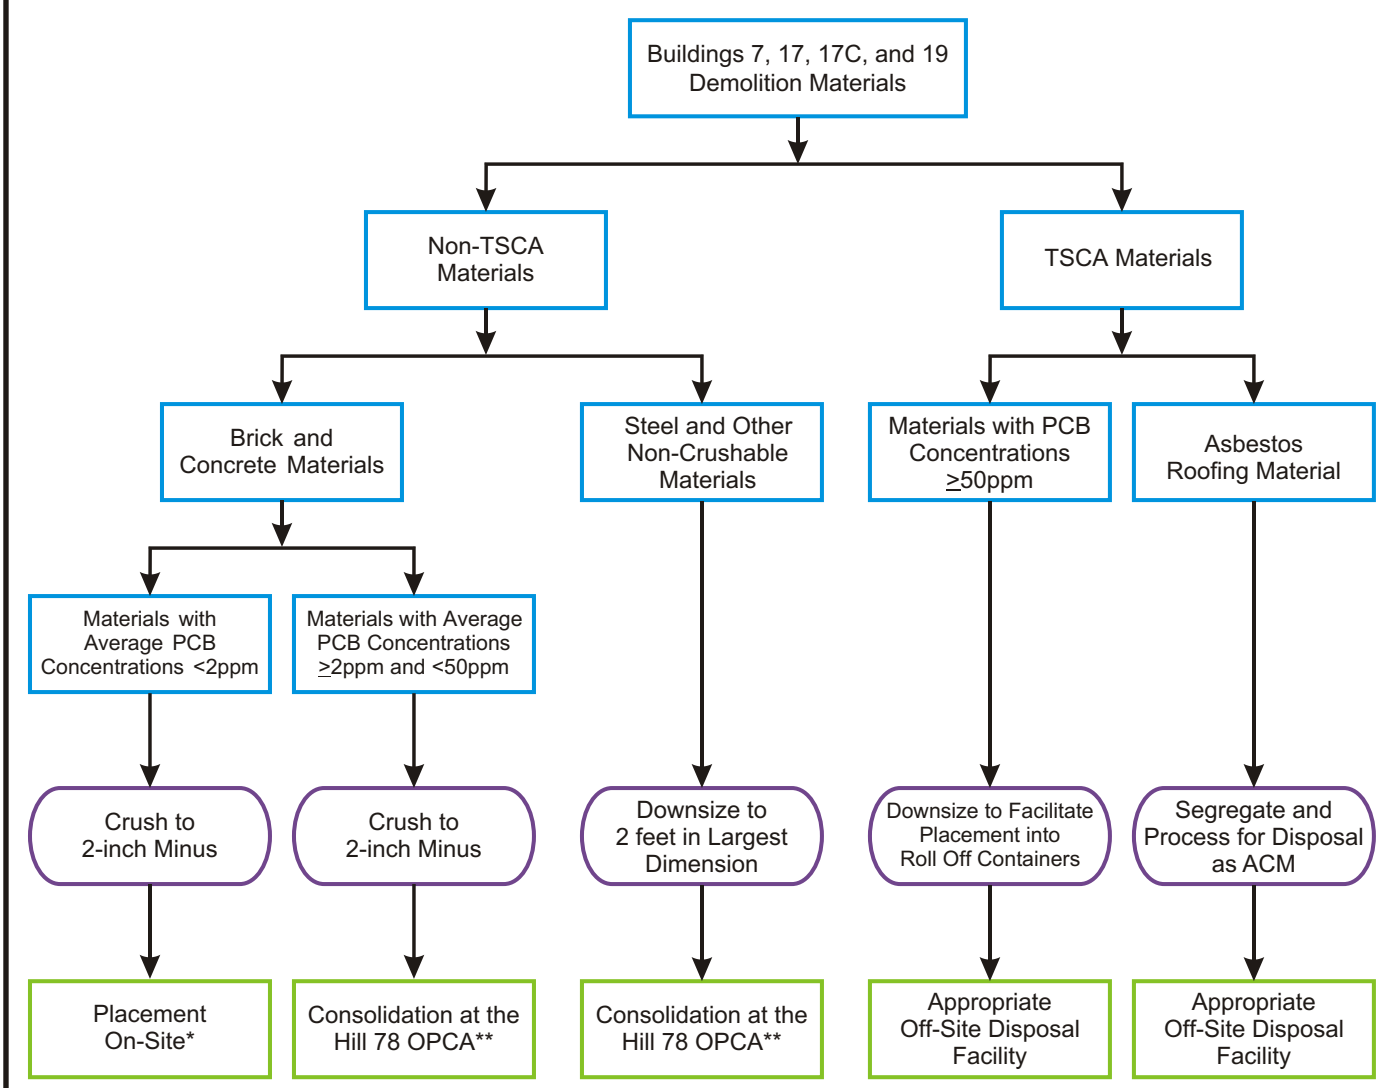 Buildings 7, 17, 17C, and 19
Demolition Materials
Non-TSCA
Materials
TSCA Materials
Brick and
Concrete Materials
Steel and Other
Non-Crushable
Materials
Materials with PCB
Concentrations
≥50ppm
Asbestos
Roofing Material
Materials with
Average PCB
Concentrations <2ppm
Materials with Average
PCB Concentrations
≥2ppm and <50ppm
Crush to
2-inch Minus
Crush to
2-inch Minus
Downsize to
2 feet in Largest
Dimension
Downsize to Facilitate
Placement into
Roll Off Containers
Segregate and
Process for Disposal
as ACM
Placement
On-Site*
Consolidation at the
Hill 78 OPCA**
Consolidation at the
Hill 78 OPCA**
Appropriate
Off-Site Disposal
Facility
Appropriate
Off-Site Disposal
Facility